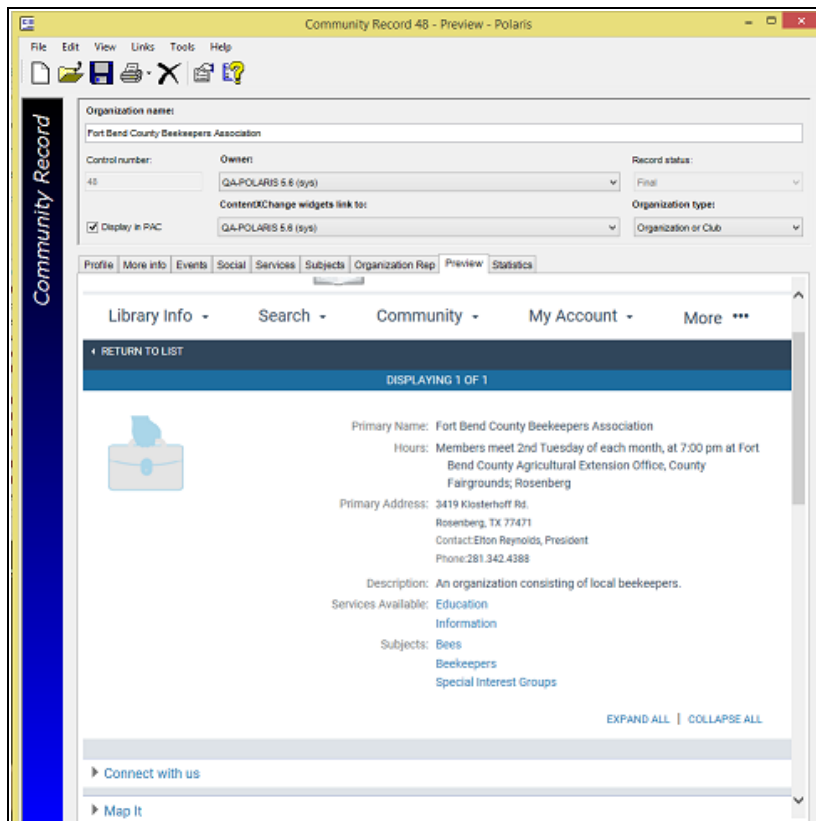 Community Record 48 - Preview - Polaris
File Edit View Links Tools Help
Community Record
Organization name:
Fort Bend County Beekeepers Association
Control number: Owner: Record status:
48 QA-POLARIS 5.6 (sys) Final
ContentXChange widgets link to: Organization type:
Display in PAC QA-POLARIS 5.6 (sys) Organization or Club
Profile More info Events Social Services Subjects Organization Rep Preview Statistics
Library Info Search Community My Account More •••
RETURN TO LIST
DISPLAYING 1 OF 1
Primary Name: Fort Bend County Beekeepers Association
Hours: Members meet 2nd Tuesday of each month, at 7:00 pm at Fort
Bend County Agricultural Extension Office, County
Fairgrounds; Rosenberg
Primary Address: 3419 Klosterhoff Rd.
Rosenberg, TX 77471
Contact:Elton Reynolds, President
Phone:281.342.4388
Description: An organization consisting of local beekeepers.
Services Available: Education
Information
Subjects: Bees
Beekeepers
Special Interest Groups
EXPAND ALL | COLLAPSE ALL
Connect with us
Map It